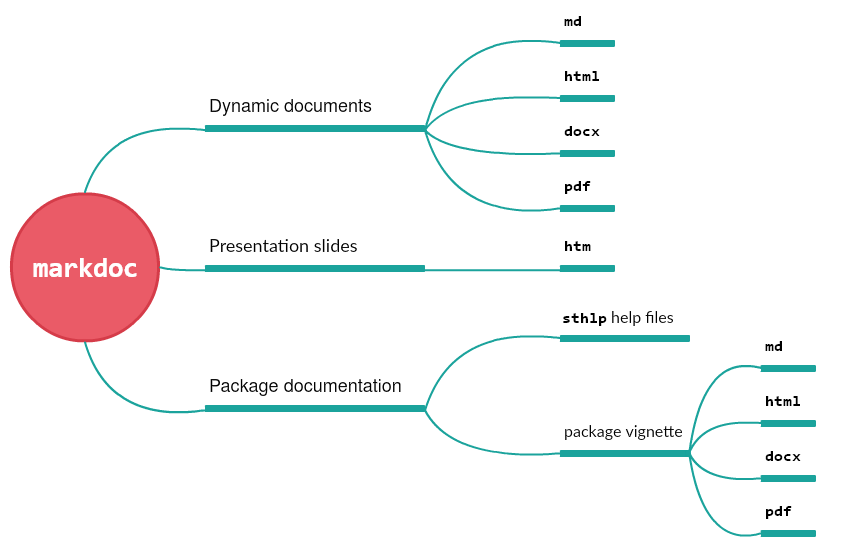 markdoc
Dynamic documents
md
html
docx
pdf
Presentation slides
htm
Package documentation
sthlp help files
package vignette
md
html
docx
pdf